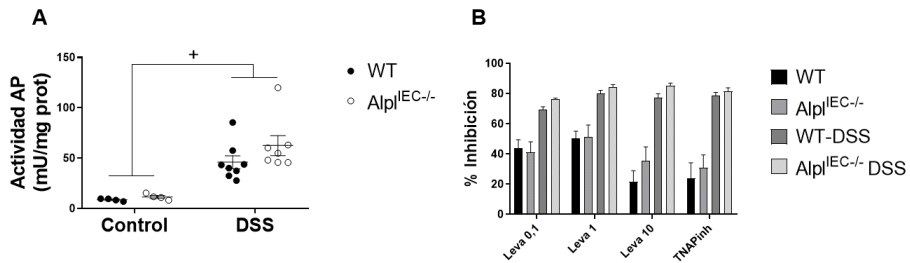 A
Actividad AP
(mU/mg prot)
150
100
50
0
+
Control
DSS
WT
Alpl^IEC-/-
B
% Inhibición
100
80
60
40
20
0
Leva 0,1
Leva 1
Leva 10
TNAPinh
WT
Alpl^IEC-/-
WT-DSS
Alpl^IEC-/- DSS